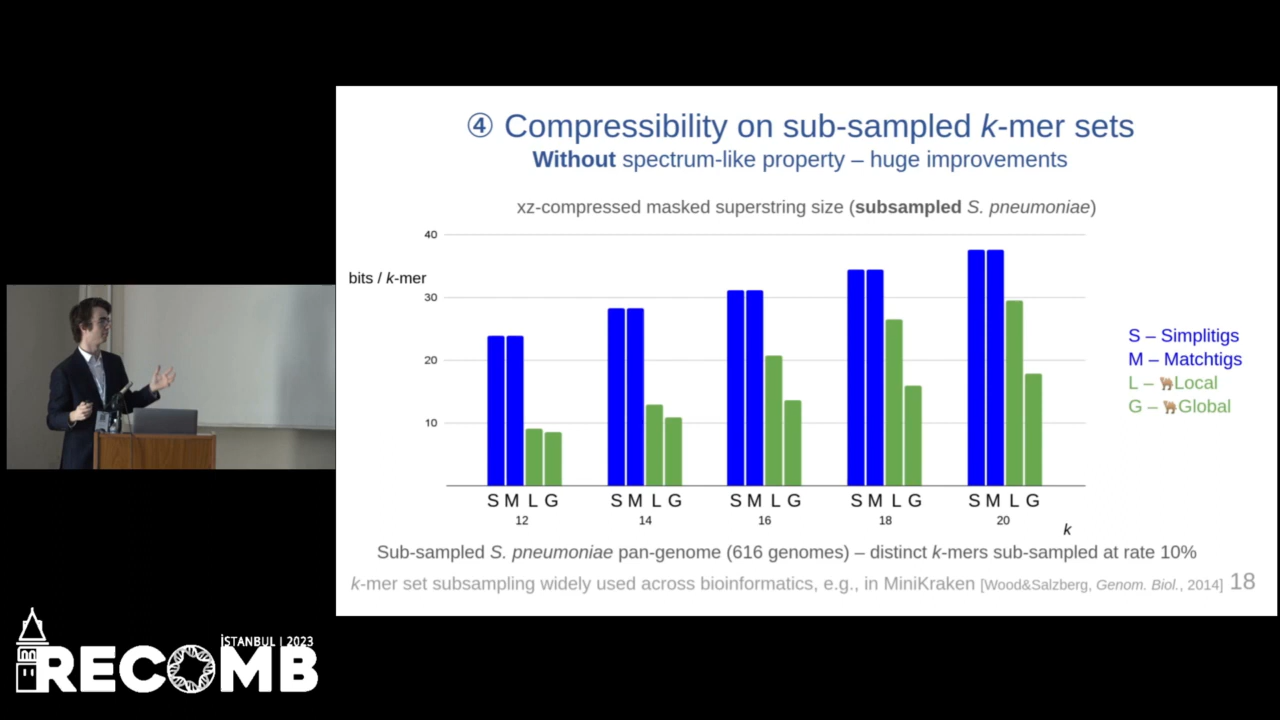 ④ Compressibility on sub-sampled k-mer sets
Without spectrum-like property – huge improvements
xz-compressed masked superstring size (subsampled S. pneumoniae)
40
bits / k-mer
30
20
10
S – Simplitigs
M – Matchtigs
L – 🐪Local
G – 🐪Global
S M L G S M L G S M L G S M L G S M L G
12 14 16 18 20
k
Sub-sampled S. pneumoniae pan-genome (616 genomes) – distinct k-mers sub-sampled at rate 10%
k-mer set subsampling widely used across bioinformatics, e.g., in MiniKraken [Wood&Salzberg, Genom. Biol., 2014] 18
İSTANBUL | 2023
RECOMB